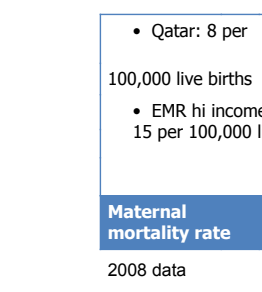 • Qatar: 8 per
100,000 live births
• EMR hi income
15 per 100,000 l
Maternal
mortality rate
2008 data